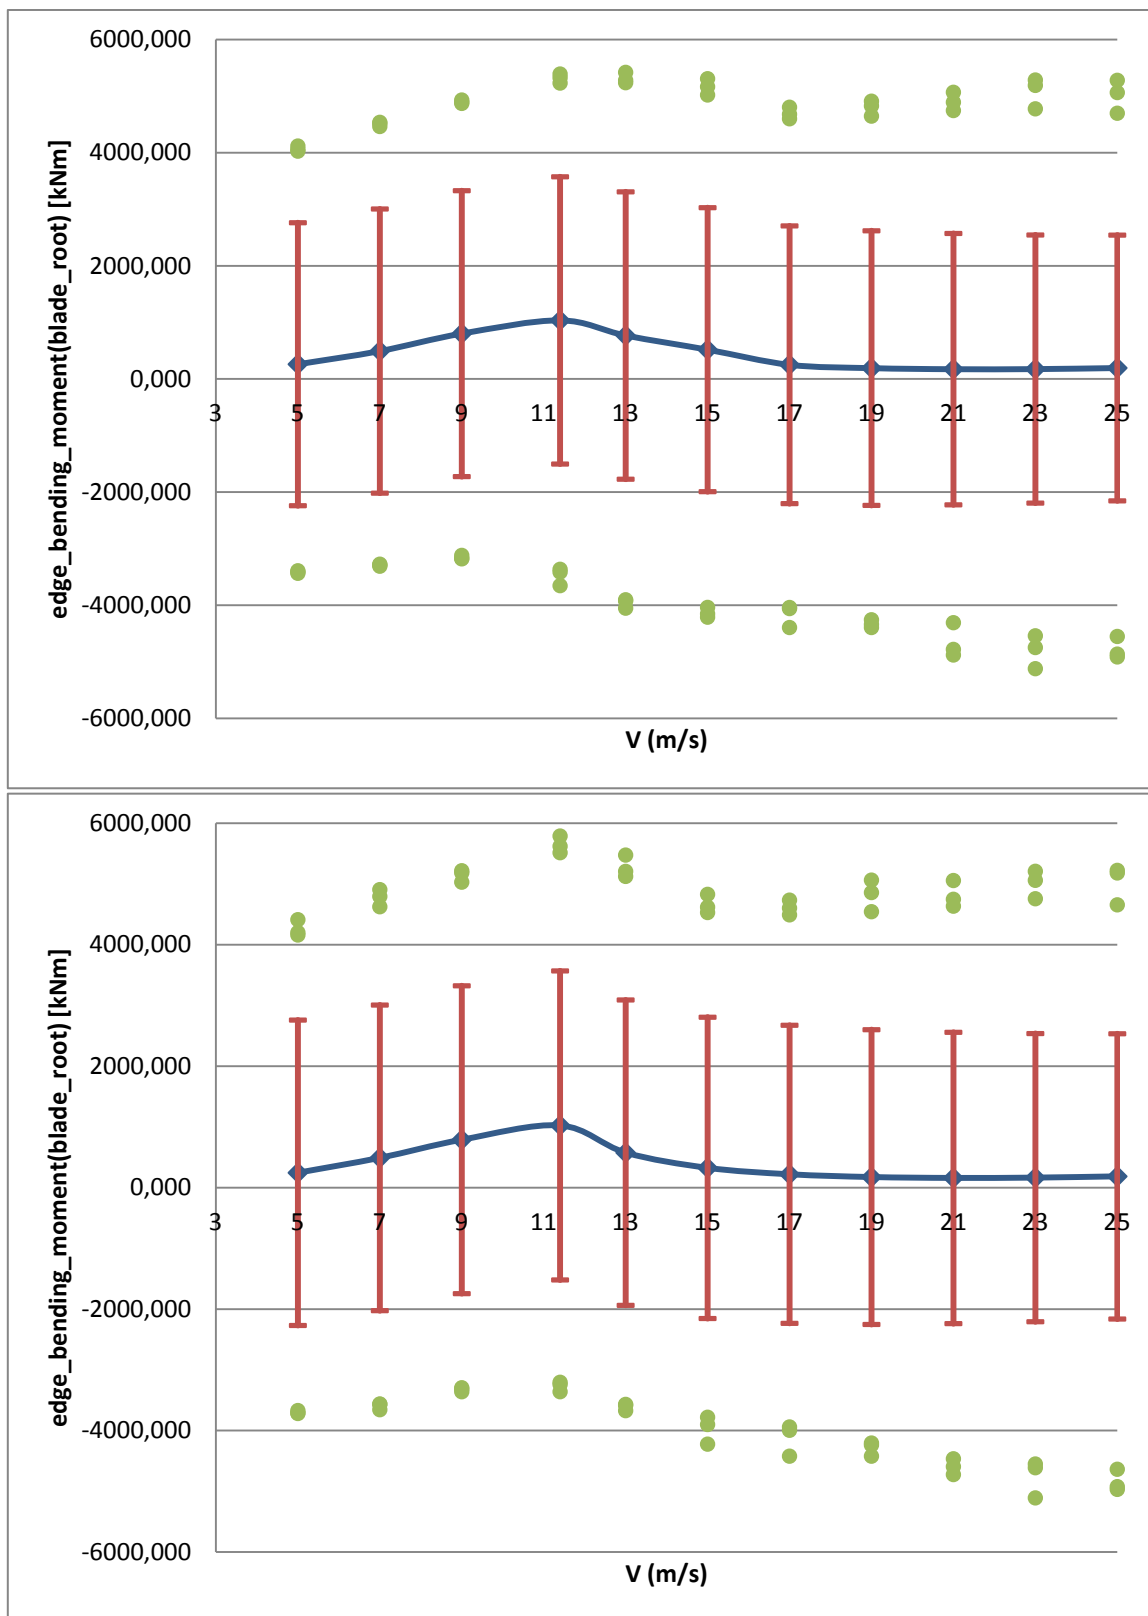 6000,000
4000,000
2000,000
0,000
-2000,000
-4000,000
-6000,000
edge_bending_moment(blade_root) [kNm]
3 5 7 9 11 13 15 17 19 21 23 25
V (m/s)
6000,000
4000,000
2000,000
0,000
-2000,000
-4000,000
-6000,000
edge_bending_moment(blade_root) [kNm]
3 5 7 9 11 13 15 17 19 21 23 25
V (m/s)